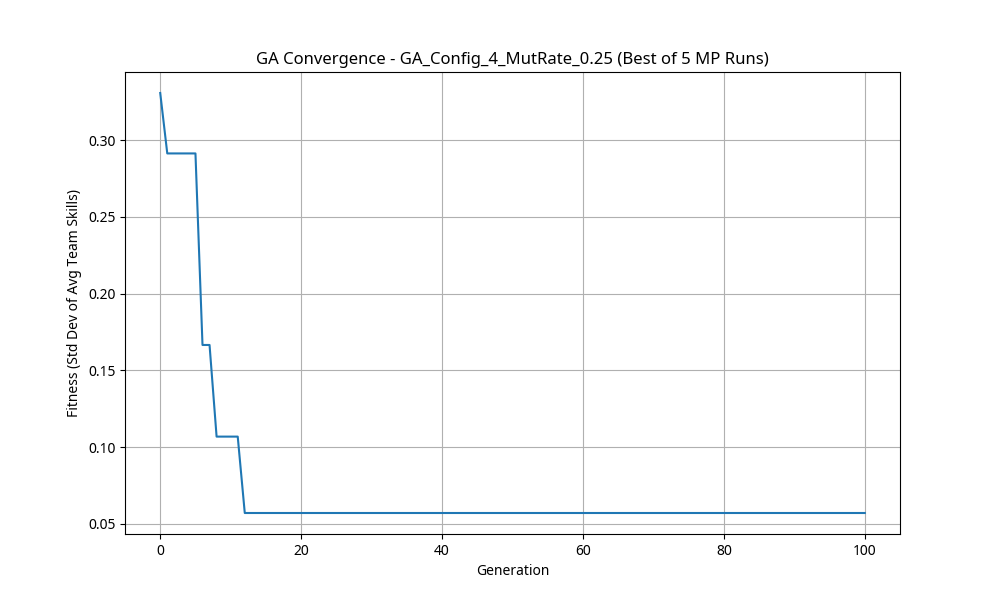 GA Convergence - GA_Config_4_MutRate_0.25 (Best of 5 MP Runs)
Fitness (Std Dev of Avg Team Skills)
0.30
0.25
0.20
0.15
0.10
0.05
0 20 40 60 80 100
Generation